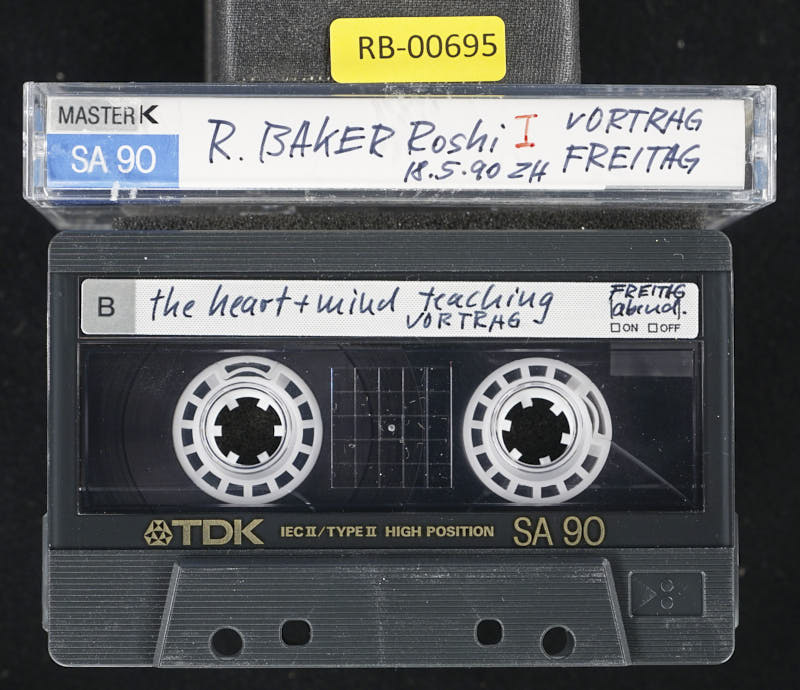 RB-00695
MASTER K
SA 90
R. BAKER Roshi I
18.5.90 ZH
VORTRAG
FREITAG
B
the heart + mind teaching
VORTRAG
FREITG
abend.
ON OFF
TDK IEC II/TYPE II HIGH POSITION SA 90